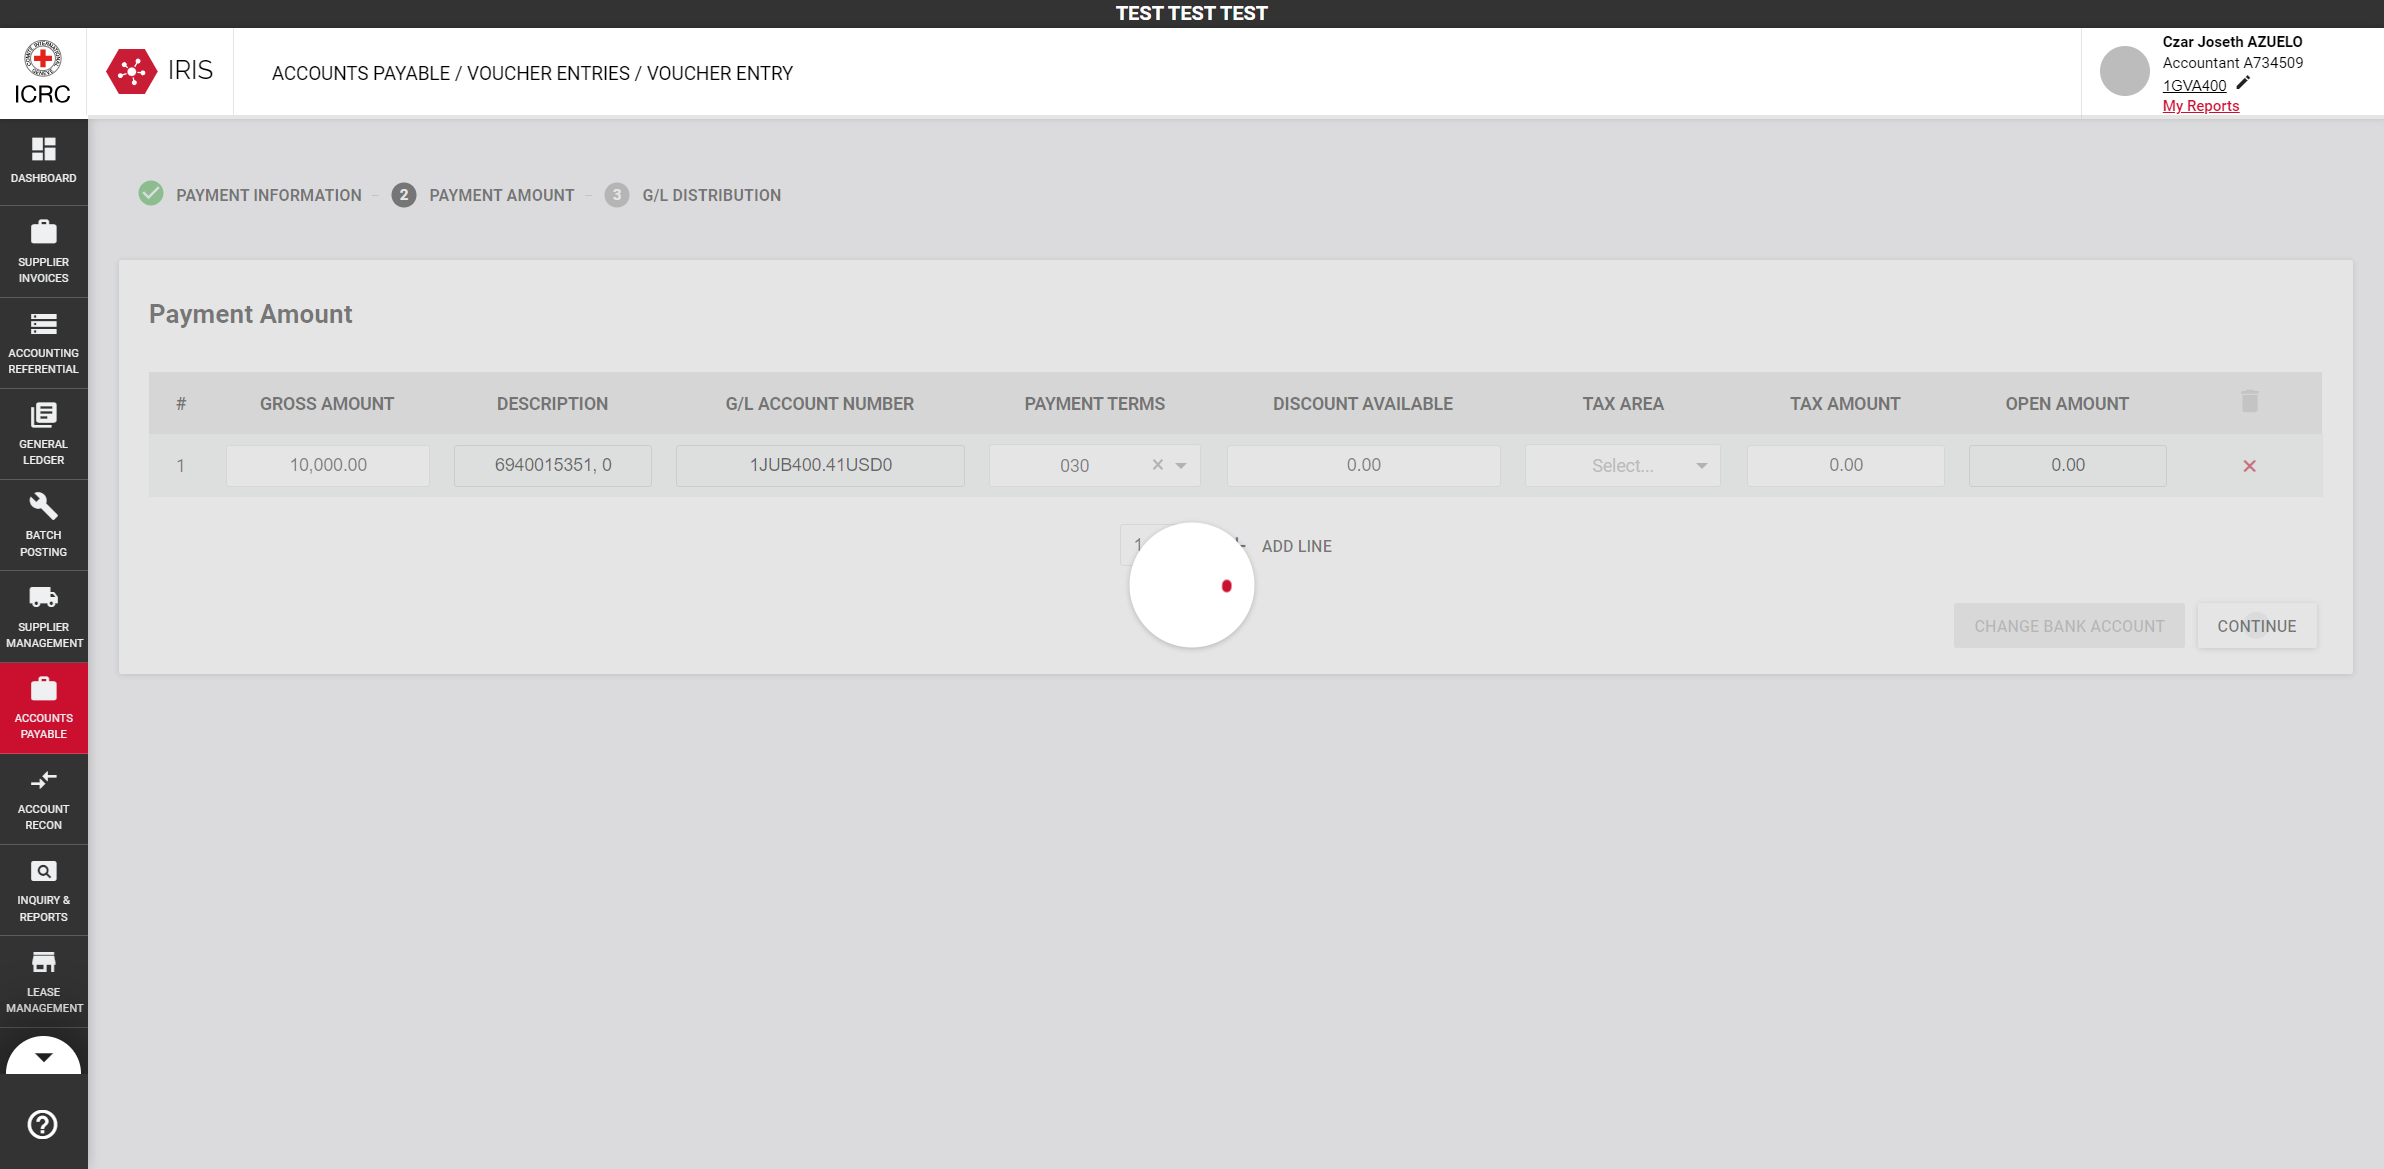 TEST TEST TEST
ICRC
IRIS
ACCOUNTS PAYABLE / VOUCHER ENTRIES / VOUCHER ENTRY
Czar Joseth AZUELO
Accountant A734509
1GVA400
My Reports
DASHBOARD
SUPPLIER
INVOICES
ACCOUNTING
REFERENTIAL
GENERAL
LEDGER
BATCH
POSTING
SUPPLIER
MANAGEMENT
ACCOUNTS
PAYABLE
ACCOUNT
RECON
INQUIRY &
REPORTS
LEASE
MANAGEMENT
PAYMENT INFORMATION - 2 PAYMENT AMOUNT - 3 G/L DISTRIBUTION
Payment Amount
# GROSS AMOUNT DESCRIPTION G/L ACCOUNT NUMBER PAYMENT TERMS DISCOUNT AVAILABLE TAX AREA TAX AMOUNT OPEN AMOUNT
1 10,000.00 6940015351, 0 1JUB400.41USD0 030 0.00 Select... 0.00 0.00
1 ADD LINE
CHANGE BANK ACCOUNT CONTINUE